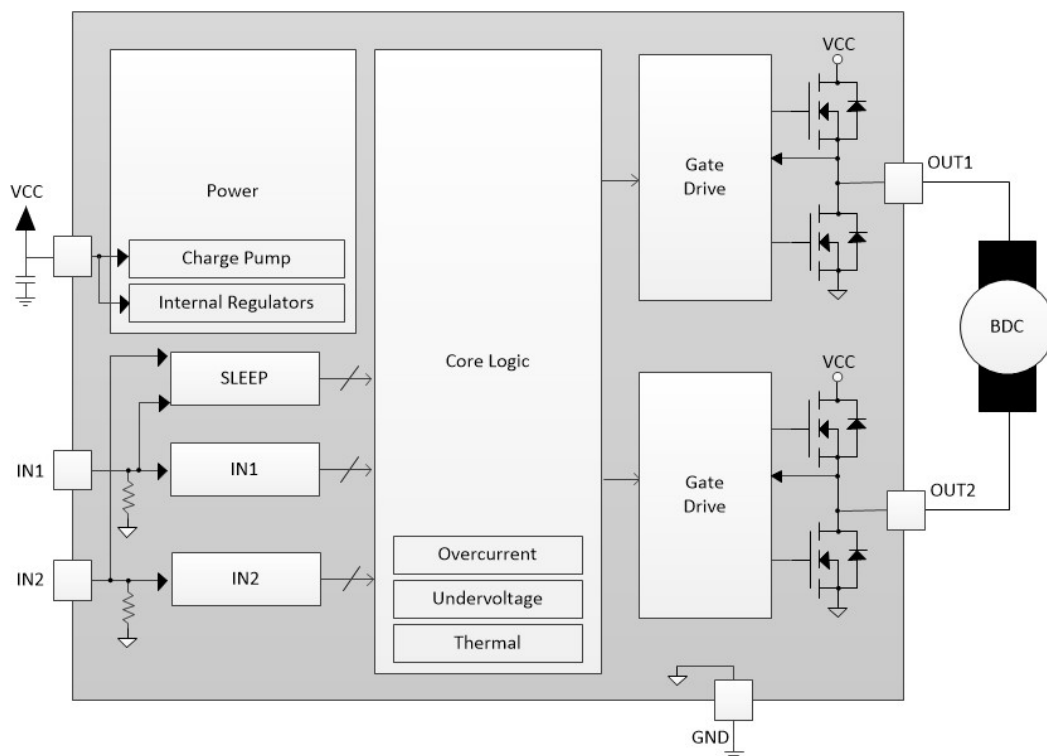 VCC
Power
Charge Pump
Internal Regulators
SLEEP
IN1
IN1
IN2
IN2
Core Logic
Overcurrent
Undervoltage
Thermal
Gate
Drive
VCC
OUT1
BDC
Gate
Drive
VCC
OUT2
GND